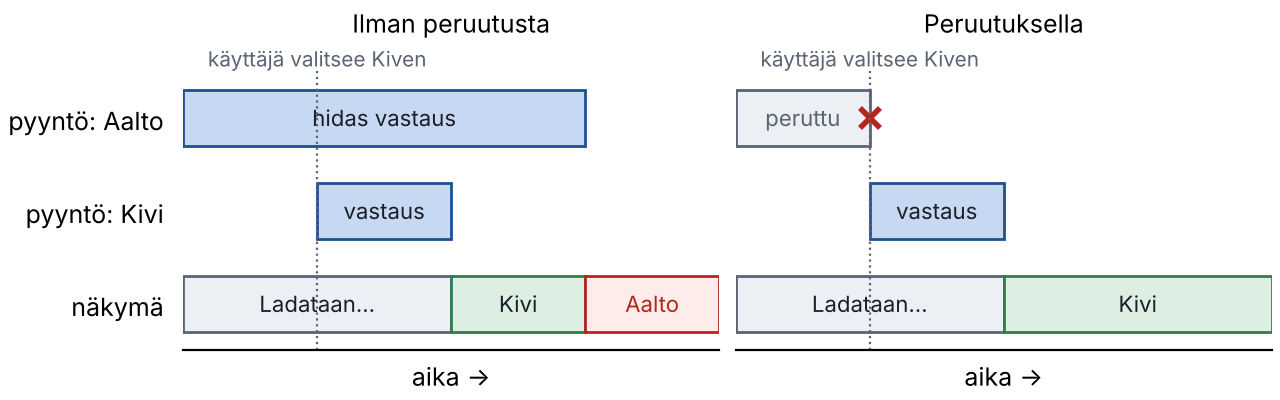 Ilman peruutusta
Peruutuksella
käyttäjä valitsee Kiven
käyttäjä valitsee Kiven
pyyntö: Aalto
hidas vastaus
peruttu
pyyntö: Kivi
vastaus
vastaus
näkymä
Ladataan...
Kivi
Aalto
Ladataan...
Kivi
aika →
aika →